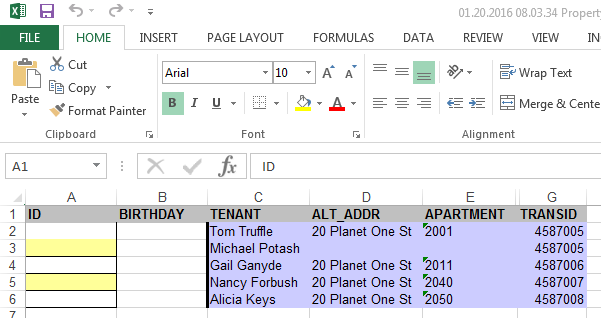 01.20.2016 08.03.34 Property
FILE HOME INSERT PAGE LAYOUT FORMULAS DATA REVIEW VIEW IN
Paste
Cut
Copy
Format Painter
Clipboard
Arial 10 A A
B I U A
Font
Wrap Text
Merge & Cente
Alignment
A1 fx ID
A B C D E G
1 ID BIRTHDAY TENANT ALT_ADDR APARTMENT TRANSID
2 Tom Truffle 20 Planet One St 2001 4587005
3 Michael Potash 4587005
4 Gail Ganyde 20 Planet One St 2011 4587006
5 Nancy Forbush 20 Planet One St 2040 4587007
6 Alicia Keys 20 Planet One St 2050 4587008